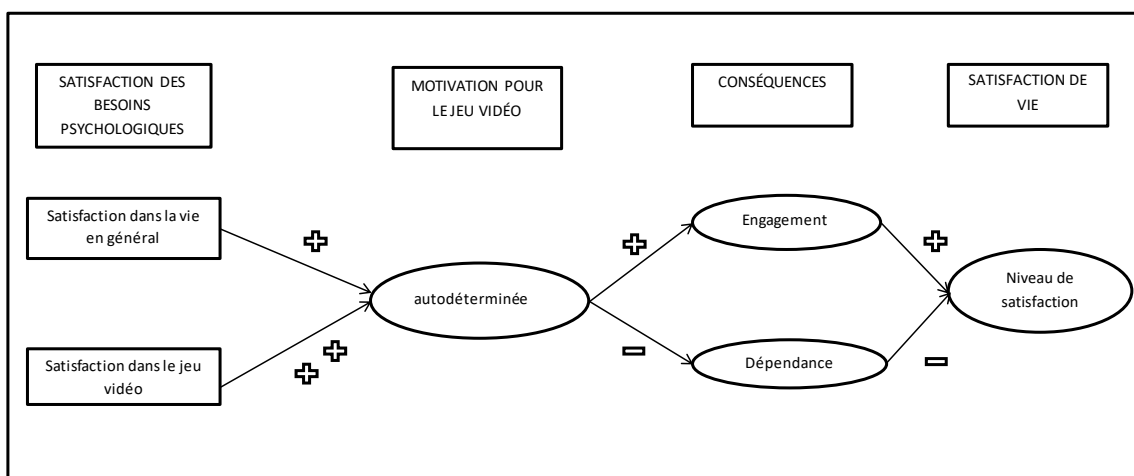 SATISFACTION DES
BESOINS
PSYCHOLOGIQUES
MOTIVATION POUR
LE JEU VIDÉO
CONSÉQUENCES
SATISFACTION DE
VIE
Satisfaction dans la vie
en général
Engagement
autodéterminée
Niveau de
satisfaction
Satisfaction dans le jeu
vidéo
Dépendance